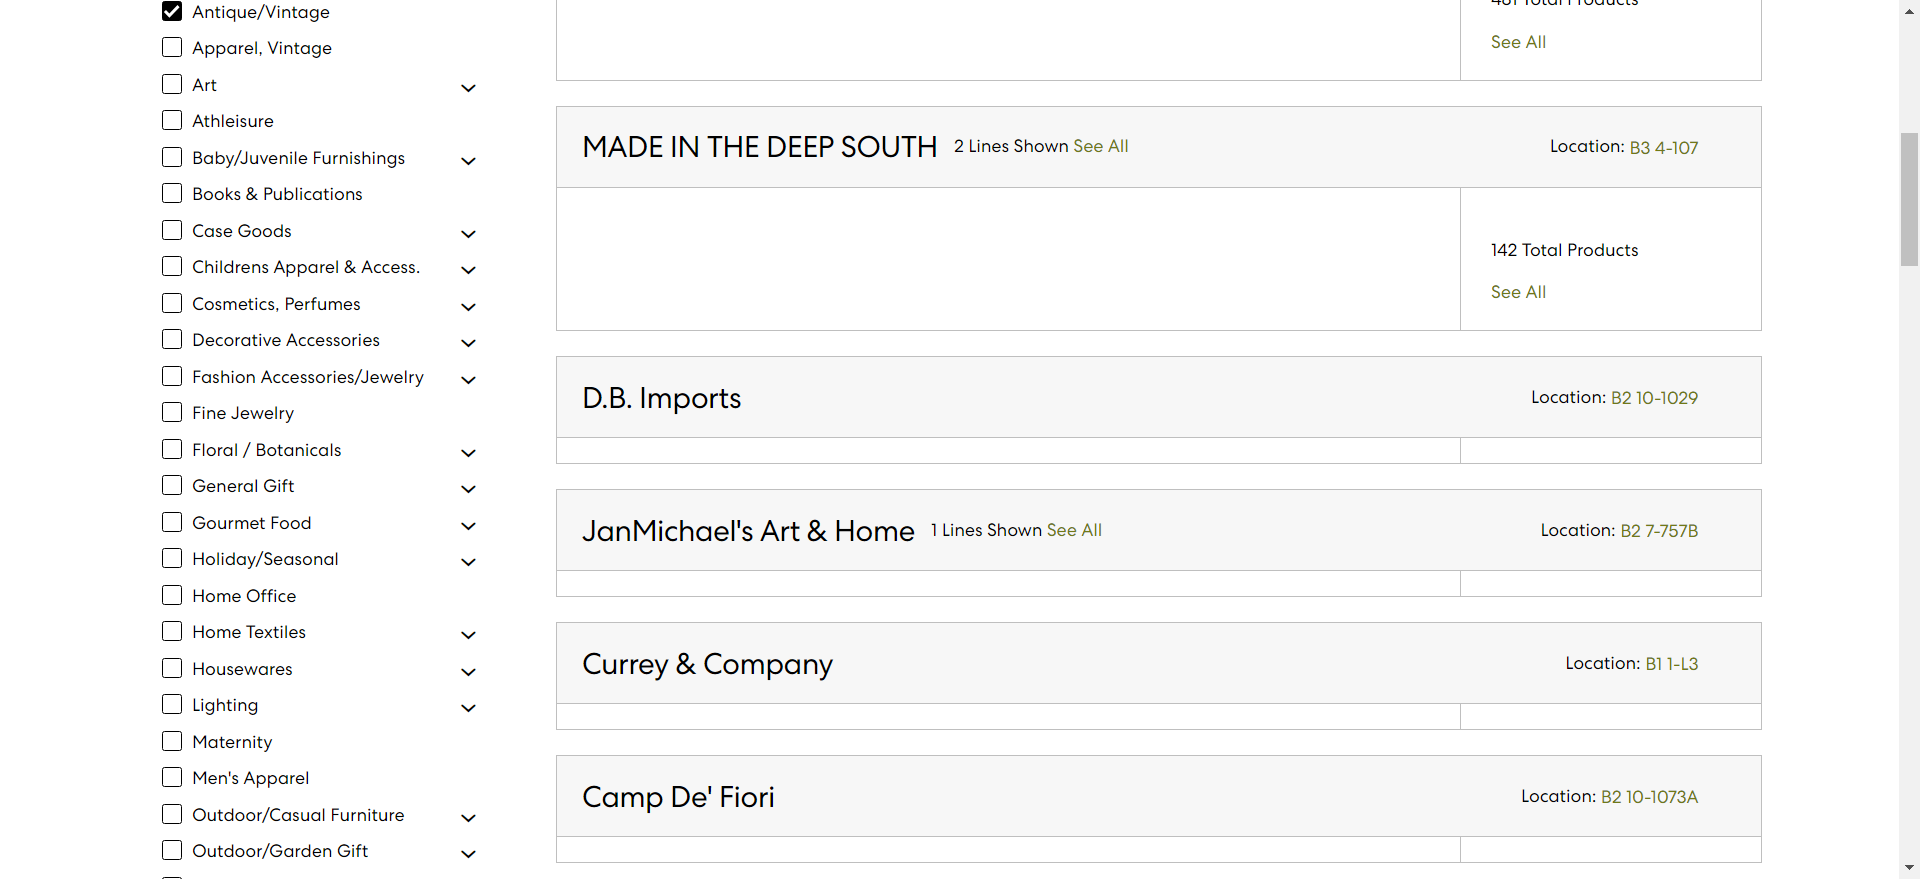 Antique/Vintage
Apparel, Vintage
Art
Athleisure
Baby/Juvenile Furnishings
Books & Publications
Case Goods
Childrens Apparel & Access.
Cosmetics, Perfumes
Decorative Accessories
Fashion Accessories/Jewelry
Fine Jewelry
Floral / Botanicals
General Gift
Gourmet Food
Holiday/Seasonal
Home Office
Home Textiles
Housewares
Lighting
Maternity
Men's Apparel
Outdoor/Casual Furniture
Outdoor/Garden Gift
481 Total Products
See All
MADE IN THE DEEP SOUTH 2 Lines Shown See All Location: B3 4-107
142 Total Products
See All
D.B. Imports Location: B2 10-1029
JanMichael's Art & Home 1 Lines Shown See All Location: B2 7-757B
Currey & Company Location: B1 1-L3
Camp De' Fiori Location: B2 10-1073A